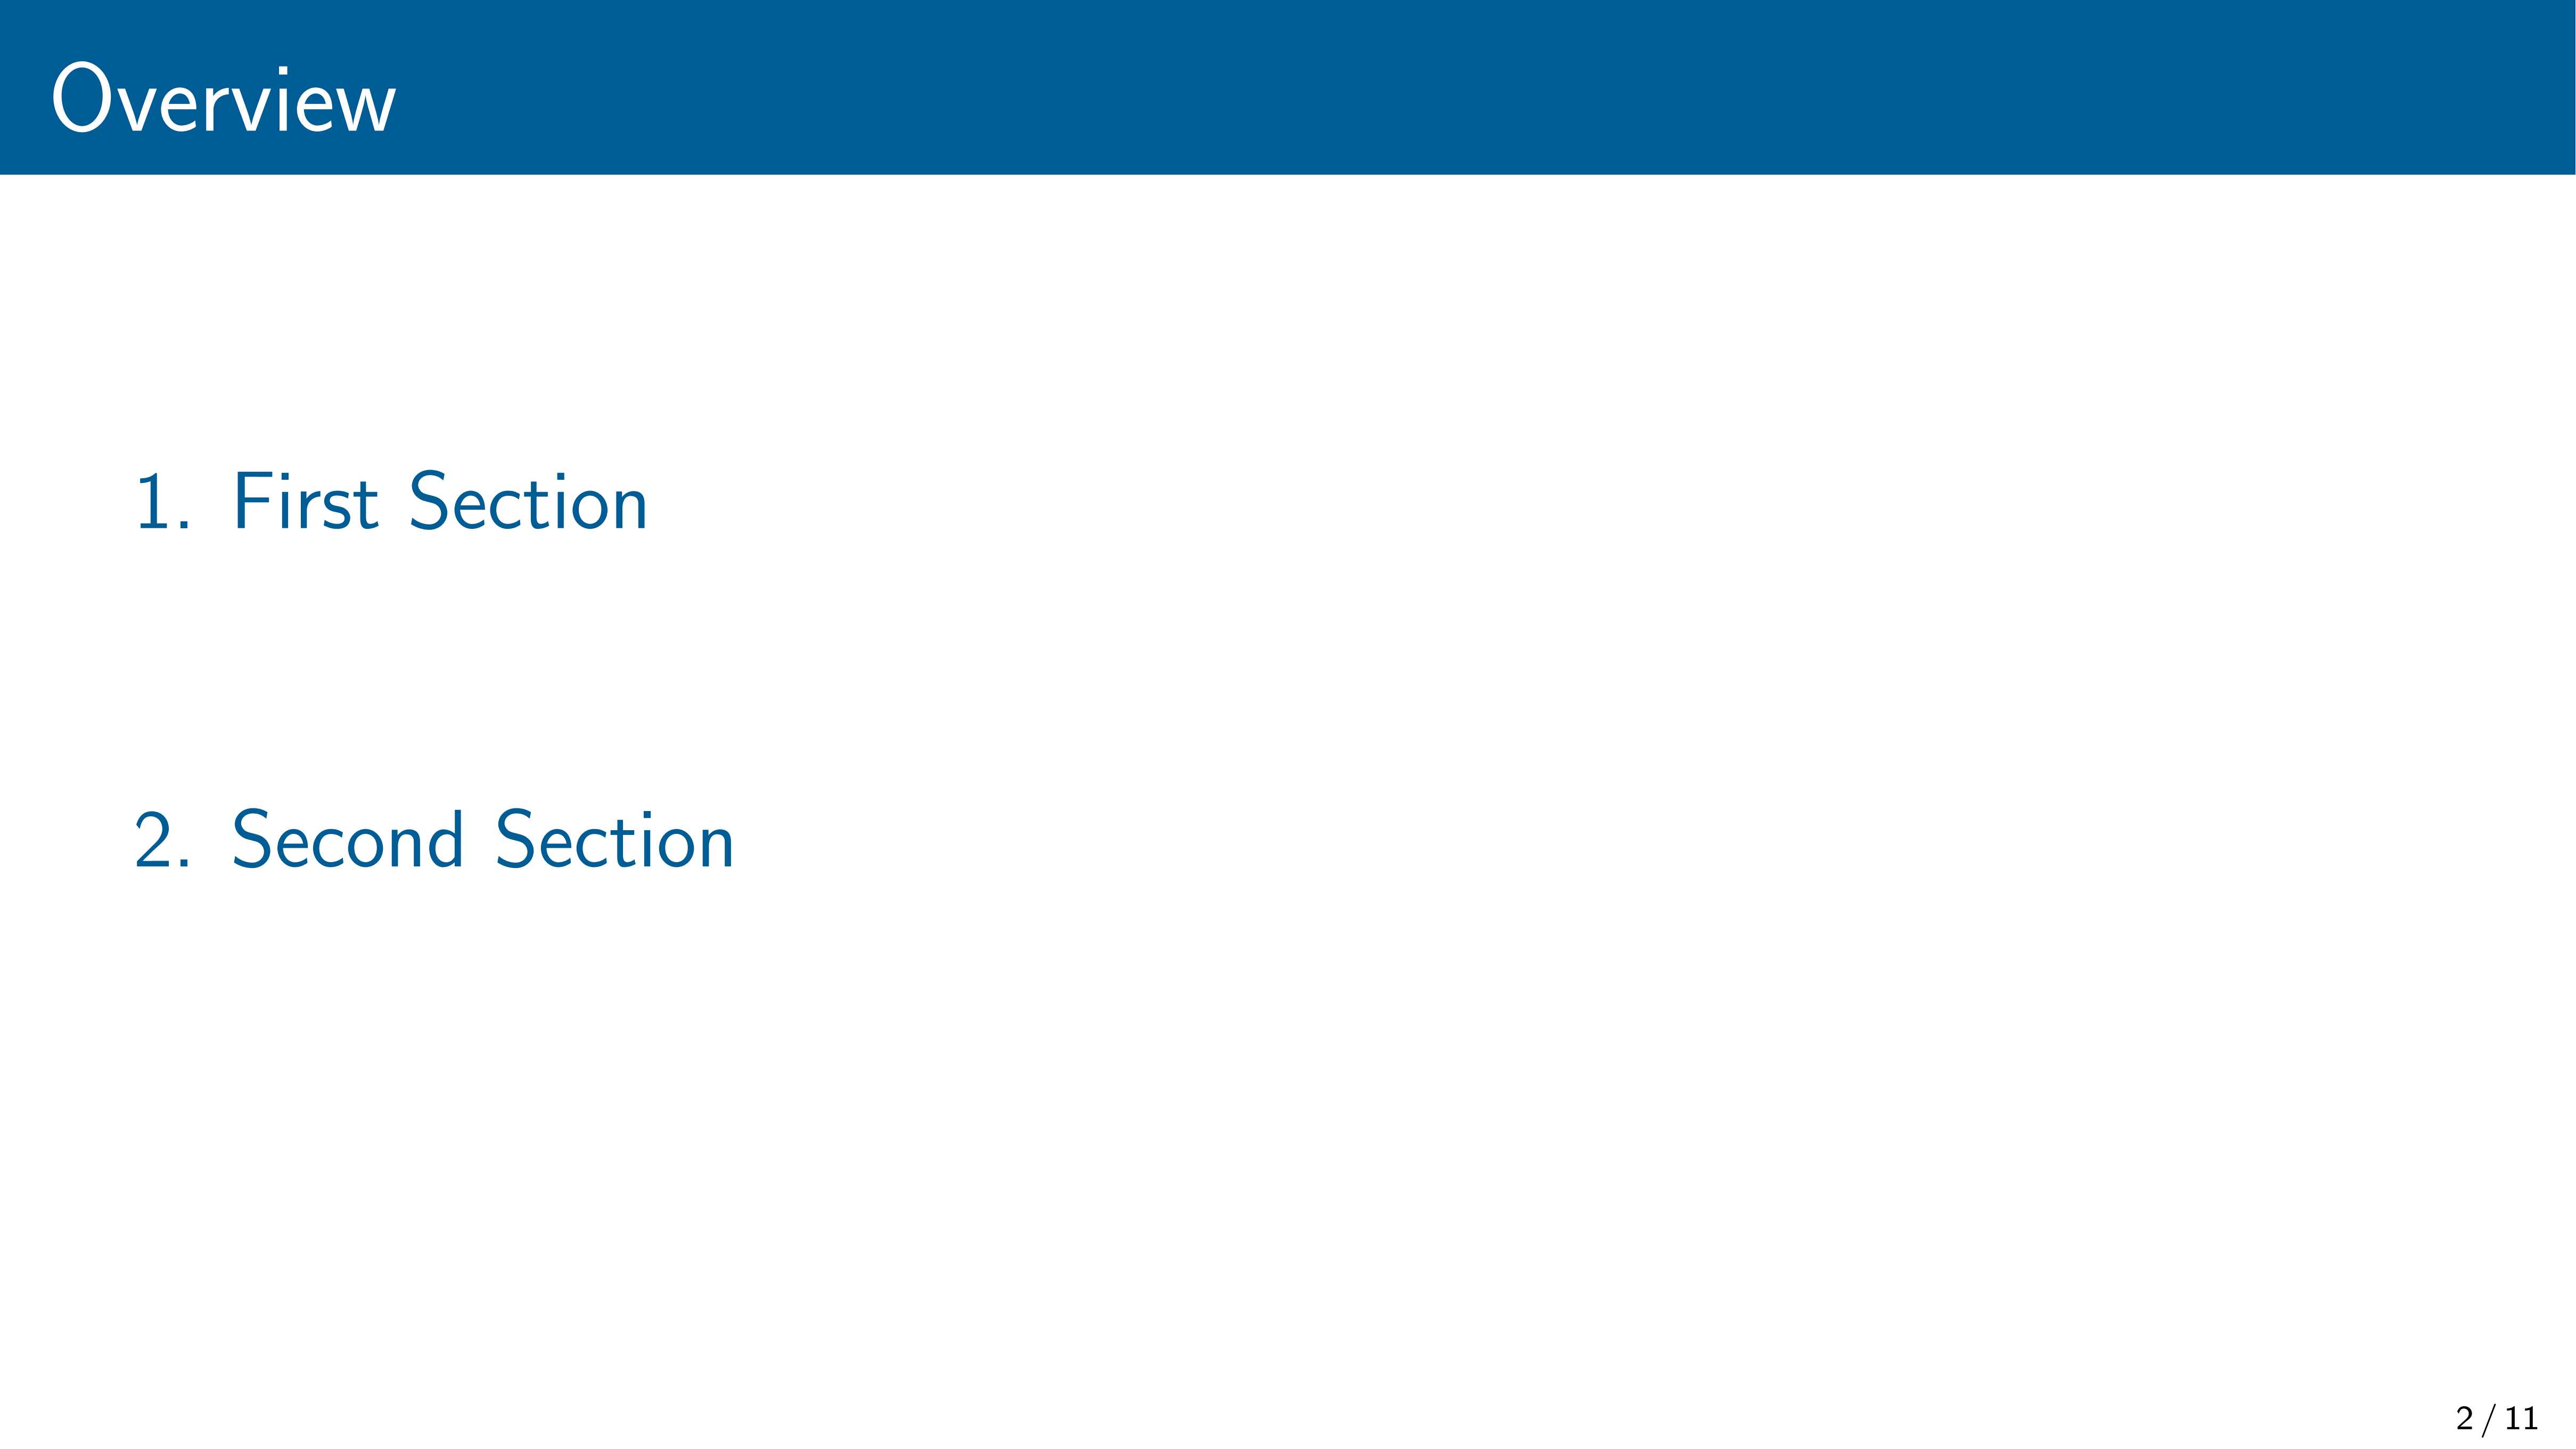 Overview
1. First Section
2. Second Section
2 / 11